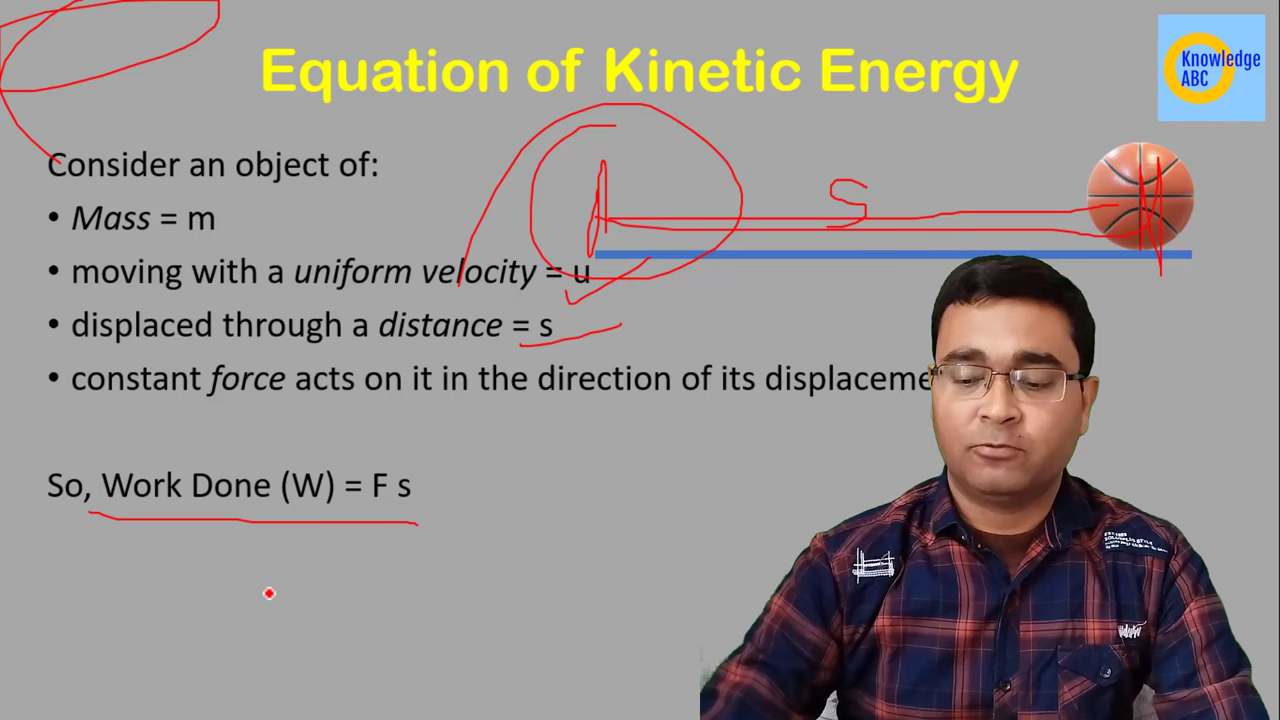 Equation of Kinetic Energy
Knowledge
ABC
Consider an object of:
• Mass = m
• moving with a uniform velocity = u
• displaced through a distance = s
• constant force acts on it in the direction of its displaceme
So, Work Done (W) = F s
S